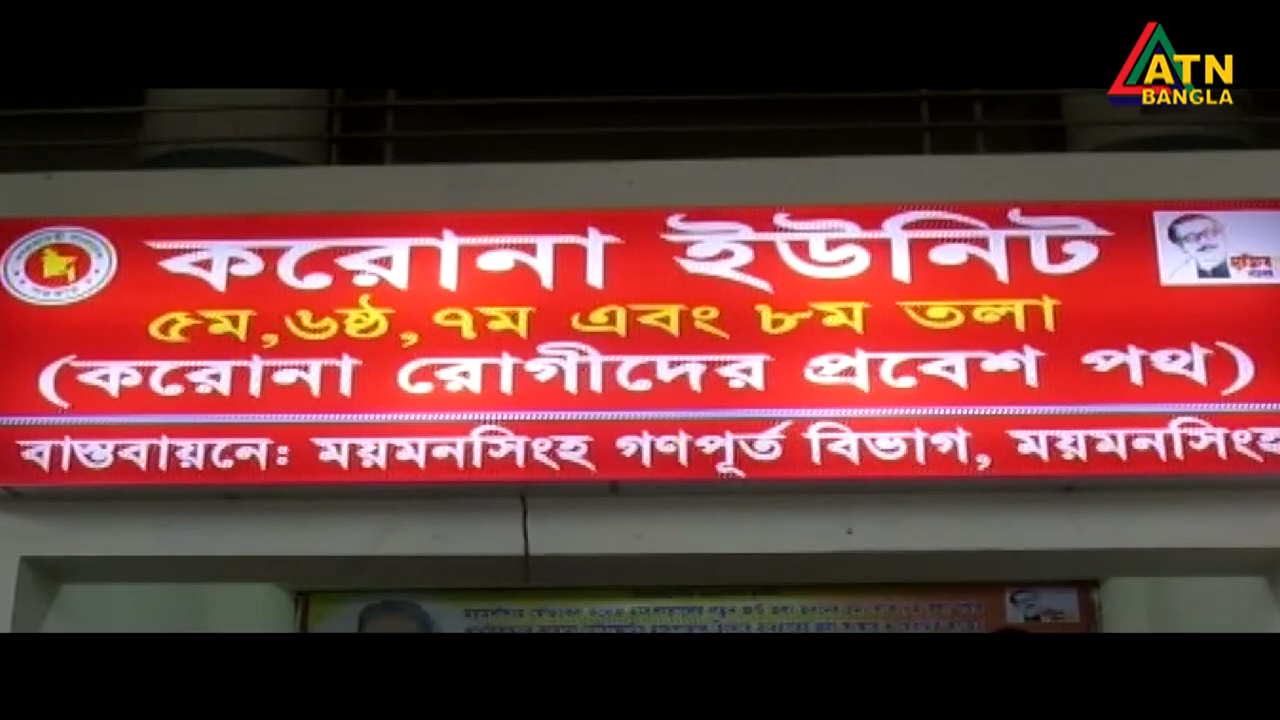 ATN
BANGLA
করোনা ইউনিট
৫ম,৬ষ্ঠ,৭ম এবং ৮ম তলা
(করোনা রোগীদের প্রবেশ পথ)
বাস্তবায়নেঃ ময়মনসিংহ গণপূর্ত বিভাগ, ময়মনসিংহ